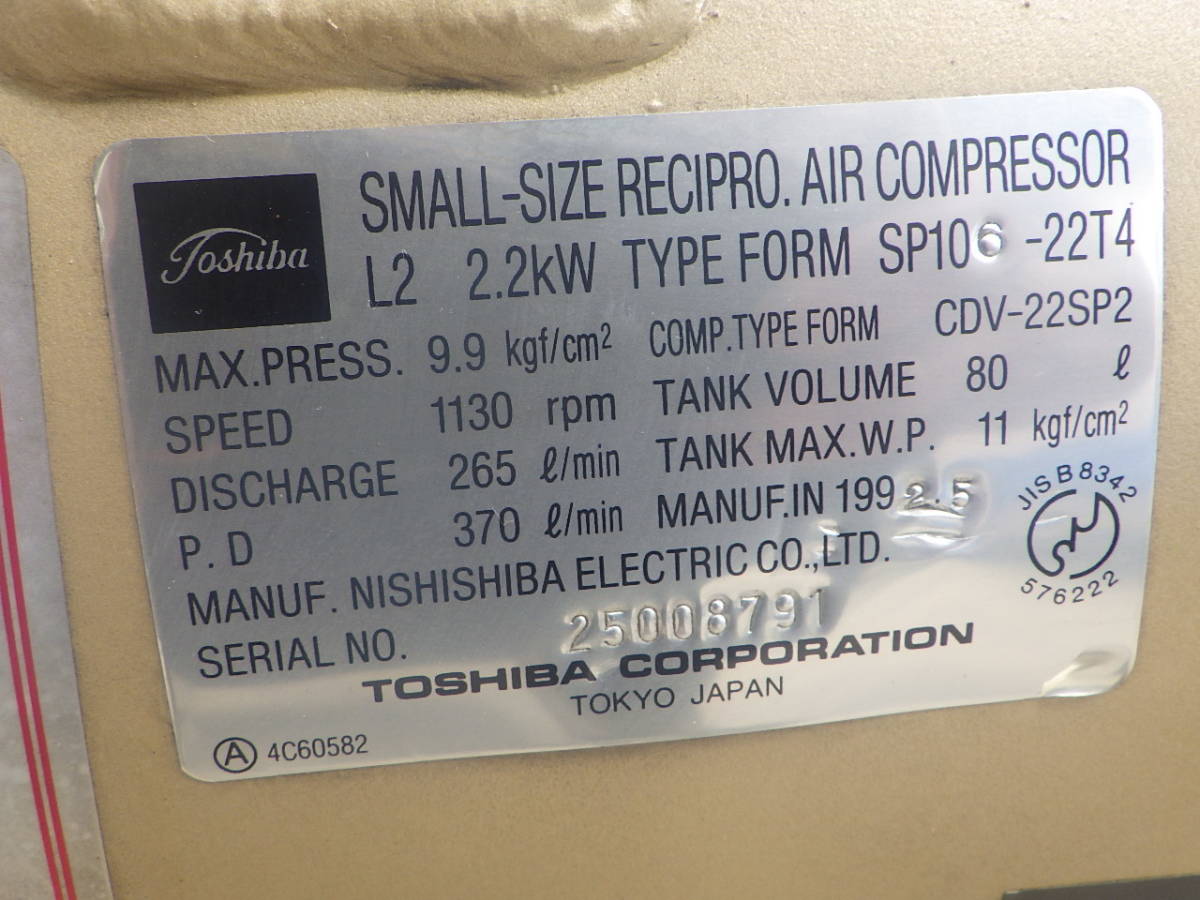 Toshiba
SMALL-SIZE RECIPRO. AIR COMPRESSOR
L2 2.2kW TYPE FORM SP106-22T4
MAX.PRESS. 9.9 kgf/cm² COMP.TYPE FORM CDV-22SP2
SPEED 1130 rpm TANK VOLUME 80 ℓ
DISCHARGE 265 ℓ/min TANK MAX.W.P. 11 kgf/cm²
P.D 370 ℓ/min MANUF.IN 1992.5
JIS B 8342
576222
MANUF. NISHISHIBA ELECTRIC CO.,LTD.
SERIAL NO. 25008791
TOSHIBA CORPORATION
TOKYO JAPAN
Ⓐ 4C60582